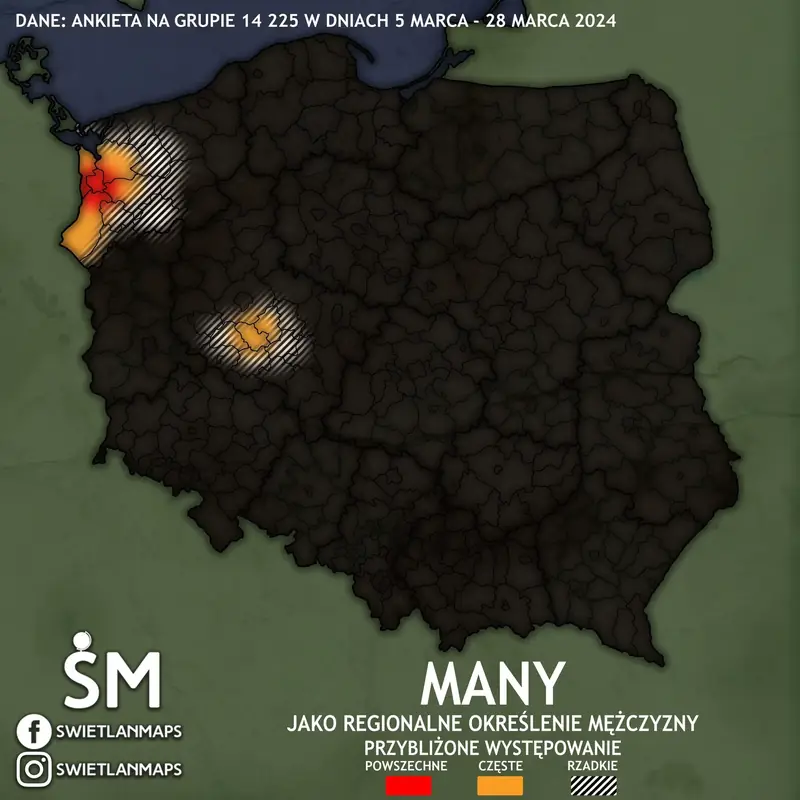 DANE: ANKIETA NA GRUPIE 14 225 W DNIACH 5 MARCA - 28 MARCA 2024
ŚM
SWIETLANMAPS
SWIETLANMAPS
MANY
JAKO REGIONALNE OKREŚLENIE MĘŻCZYZNY
PRZYBLIŻONE WYSTĘPOWANIE
POWSZECHNE CZĘSTE RZADKIE